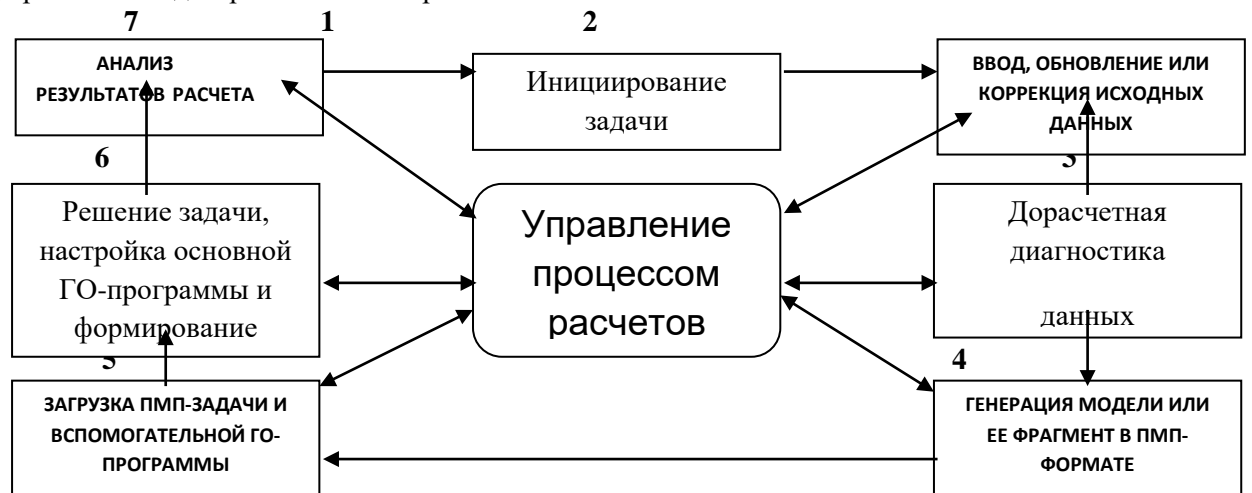 7
1
2
АНАЛИЗ
РЕЗУЛЬТАТОВ РАСЧЕТА
Инициирование
задачи
ВВОД, ОБНОВЛЕНИЕ ИЛИ
КОРРЕКЦИЯ ИСХОДНЫХ
ДАННЫХ
6
3
Решение задачи,
настройка основной
ГО-программы и
формирование
Управление
процессом
расчетов
Дорасчетная
диагностика
данных
5
4
ЗАГРУЗКА ПМП-ЗАДАЧИ И
ВСПОМОГАТЕЛЬНОЙ ГО-
ПРОГРАММЫ
ГЕНЕРАЦИЯ МОДЕЛИ ИЛИ
ЕЕ ФРАГМЕНТ В ПМП-
ФОРМАТЕ